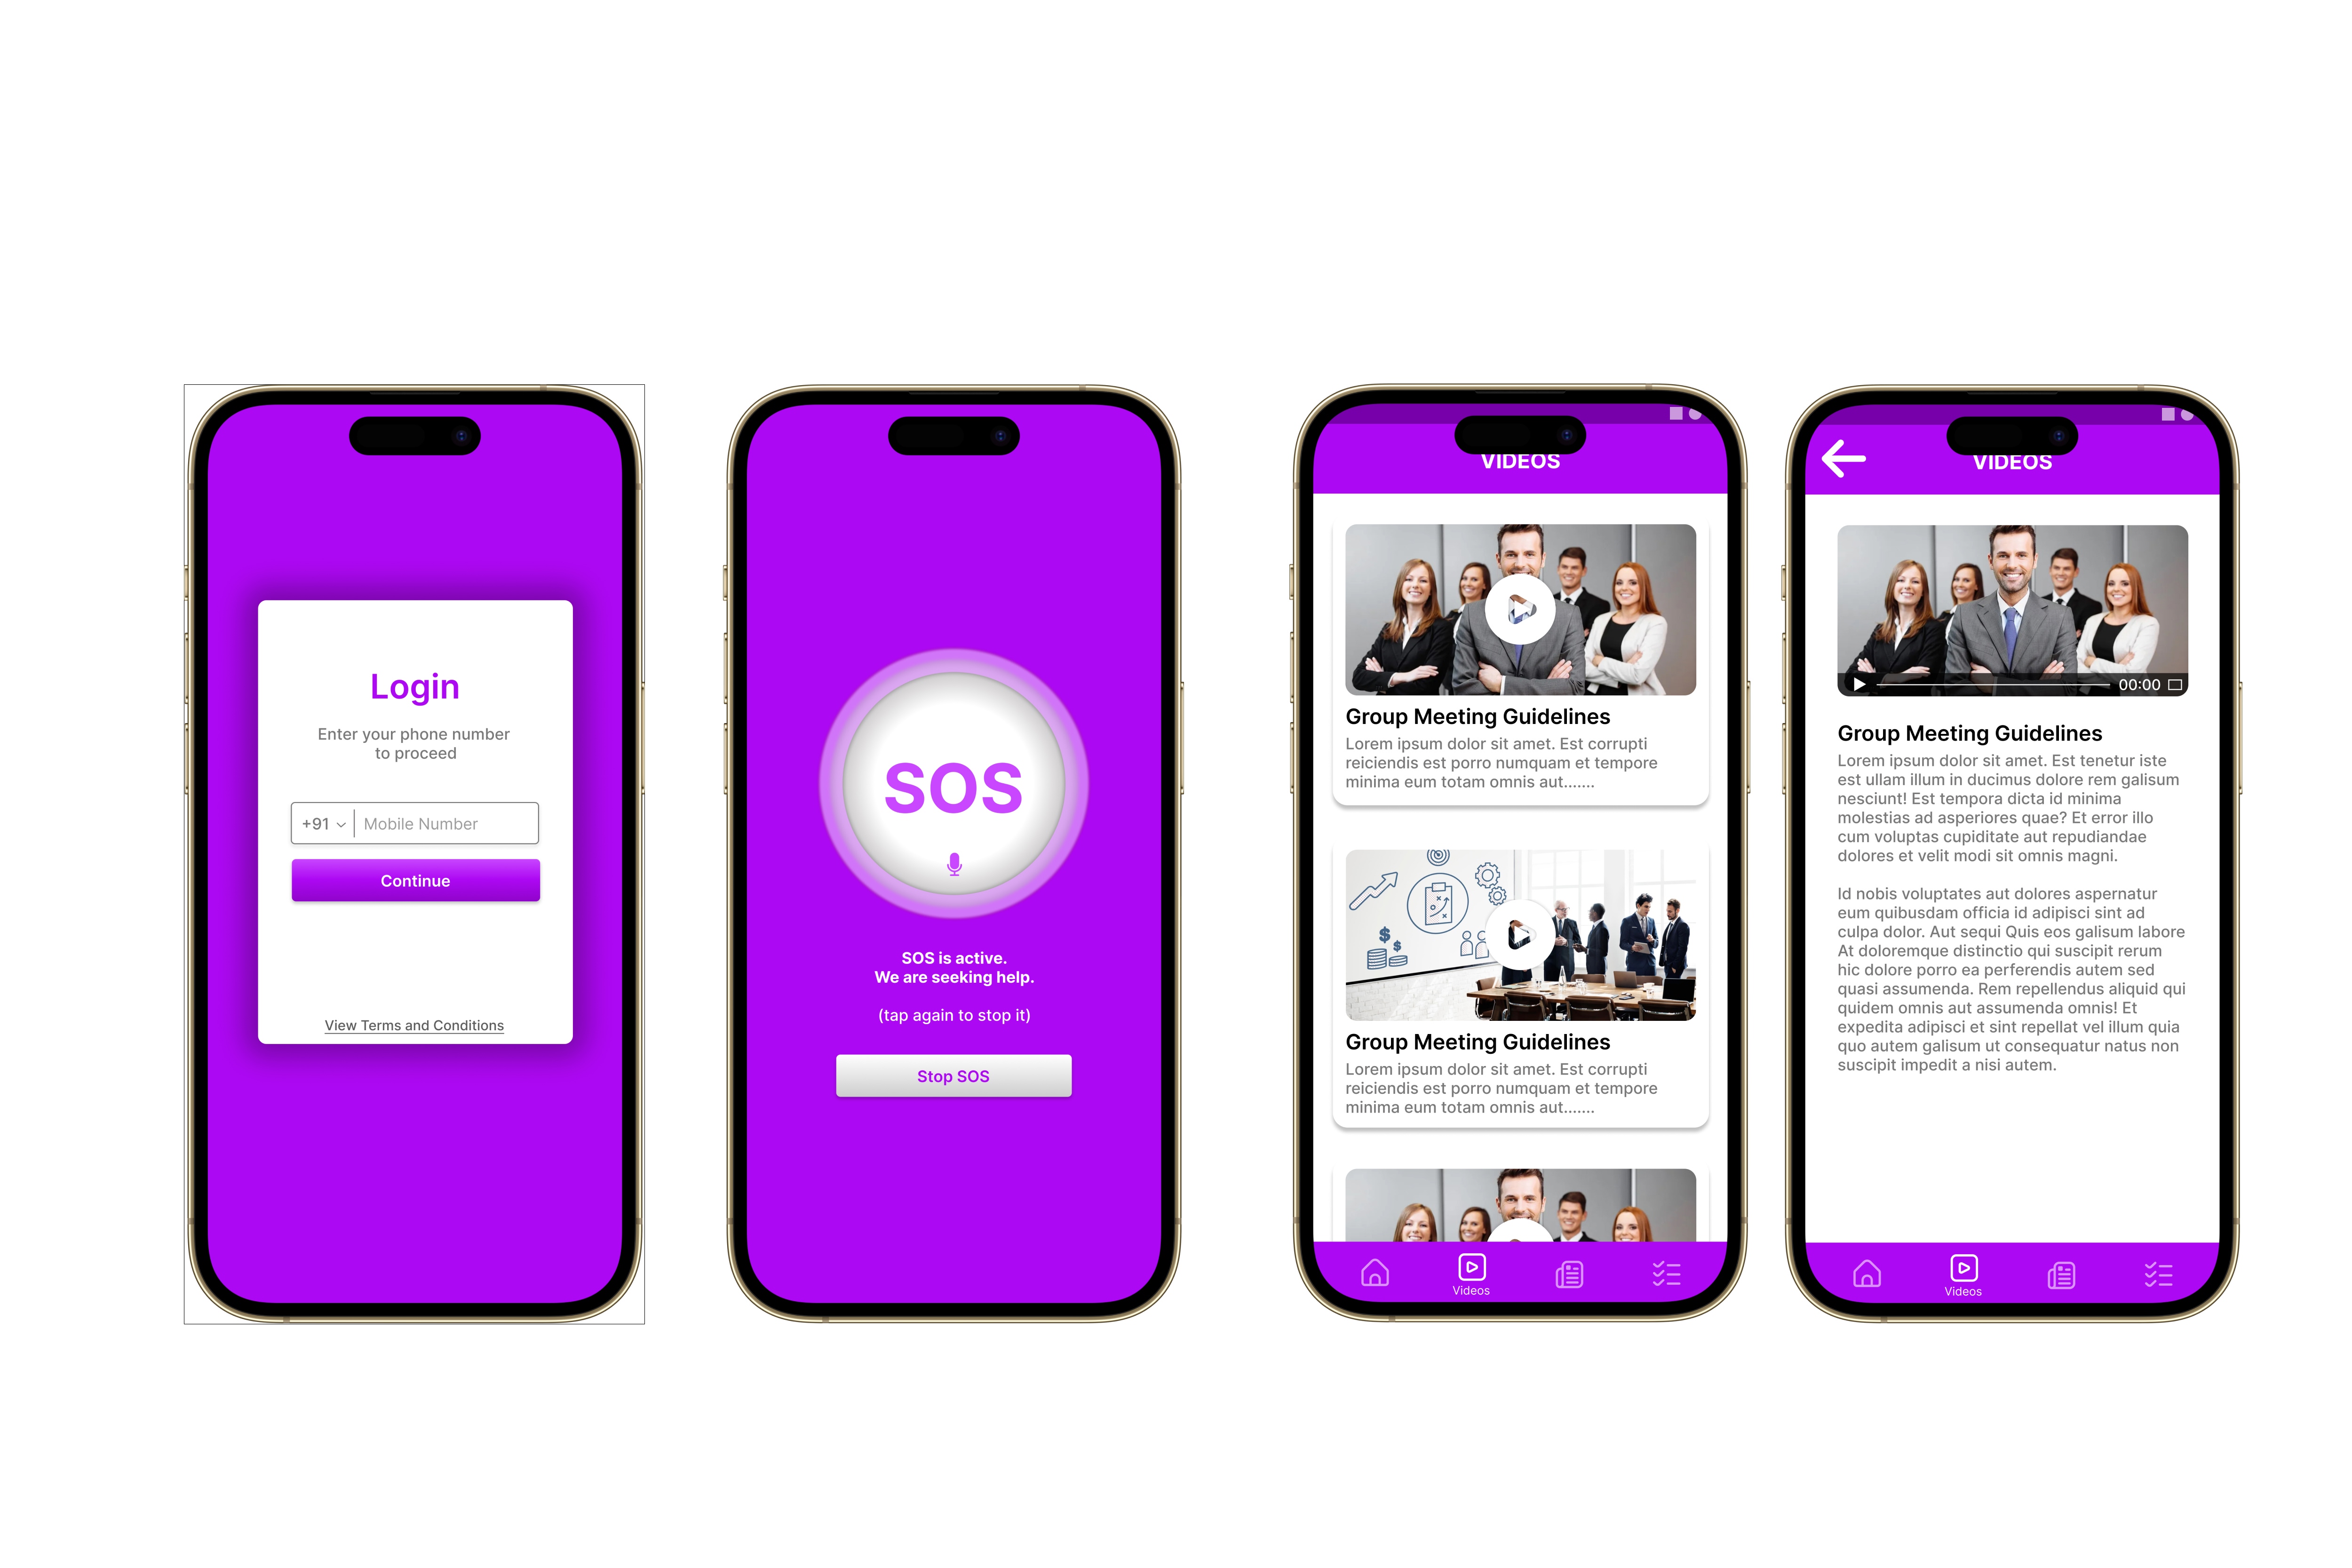 Login
Enter your phone number
to proceed
+91
Mobile Number
Continue
View Terms and Conditions
SOS
SOS is active.
We are seeking help.
(tap again to stop it)
Stop SOS
VIDEOS
Group Meeting Guidelines
Lorem ipsum dolor sit amet. Est corrupti
reiciendis est porro numquam et tempore
minima eum totam omnis aut.......
Group Meeting Guidelines
Lorem ipsum dolor sit amet. Est corrupti
reiciendis est porro numquam et tempore
minima eum totam omnis aut.......
Videos
VIDEOS
00:00
Group Meeting Guidelines
Lorem ipsum dolor sit amet. Est tenetur iste
est ullam illum in ducimus dolore rem galisum
nesciunt! Est tempora dicta id minima
molestias ad asperiores quae? Et error illo
cum voluptas cupiditate aut repudiandae
dolores et velit modi sit omnis magni.
Id nobis voluptates aut dolores aspernatur
eum quibusdam officia id adipisci sint ad
culpa dolor. Aut sequi Quis eos galisum labore
At doloremque distinctio qui suscipit rerum
hic dolore porro ea perferendis autem sed
quasi assumenda. Rem repellendus aliquid qui
quidem omnis aut assumenda omnis! Et
expedita adipisci et sint repellat vel illum quia
quo autem galisum ut consequatur natus non
suscipit impedit a nisi autem.
Videos